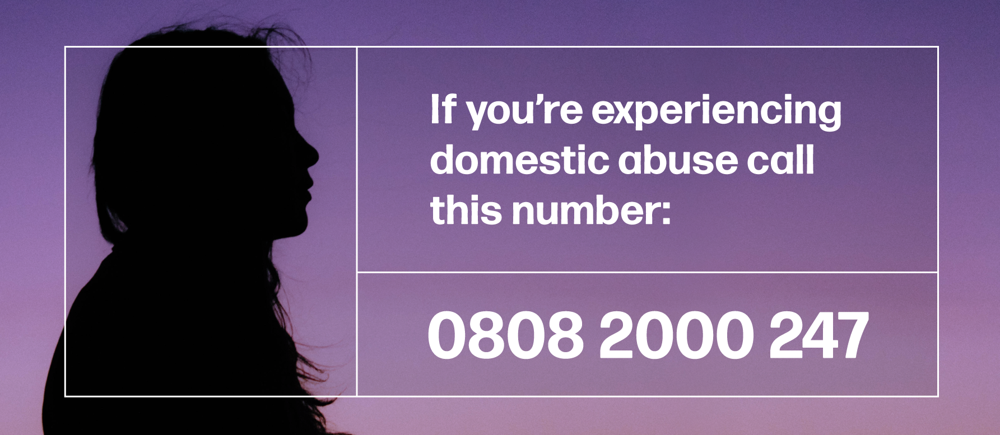 If you’re experiencing
domestic abuse call
this number:
0808 2000 247